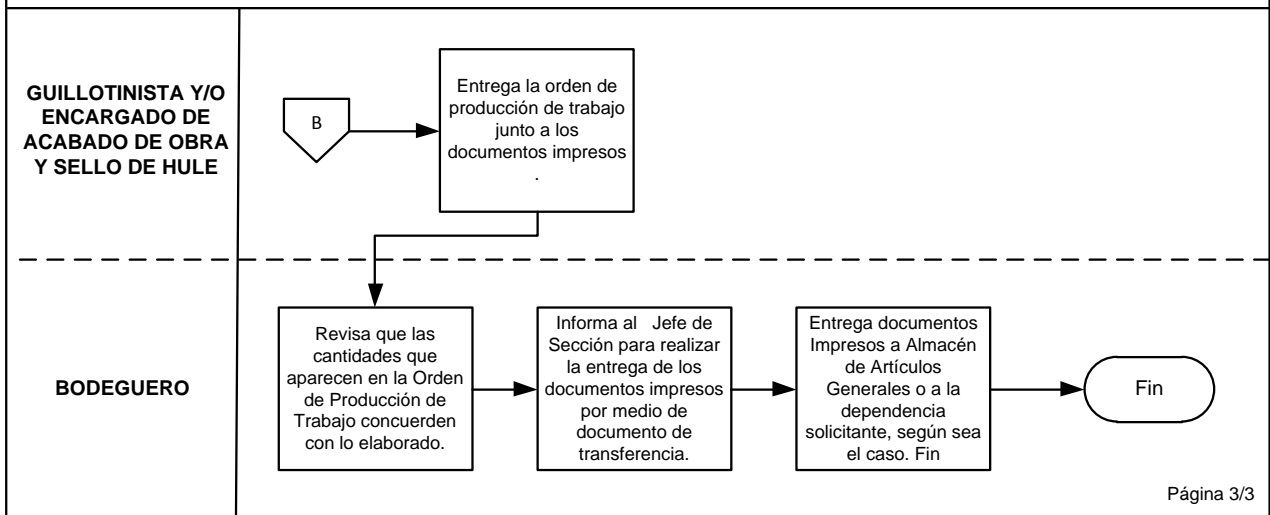 GUILLOTINISTA Y/O
ENCARGADO DE
ACABADO DE OBRA
Y SELLO DE HULE
B
Entrega la orden de
producción de trabajo
junto a los
documentos impresos
.
BODEGUERO
Revisa que las
cantidades que
aparecen en la Orden
de Producción de
Trabajo concuerden
con lo elaborado.
Informa al   Jefe de
Sección para realizar
la entrega de los
documentos impresos
por medio de
documento de
transferencia.
Entrega documentos
Impresos a Almacén
de Artículos
Generales o a la
dependencia
solicitante, según sea
el caso. Fin
Fin
Página 3/3